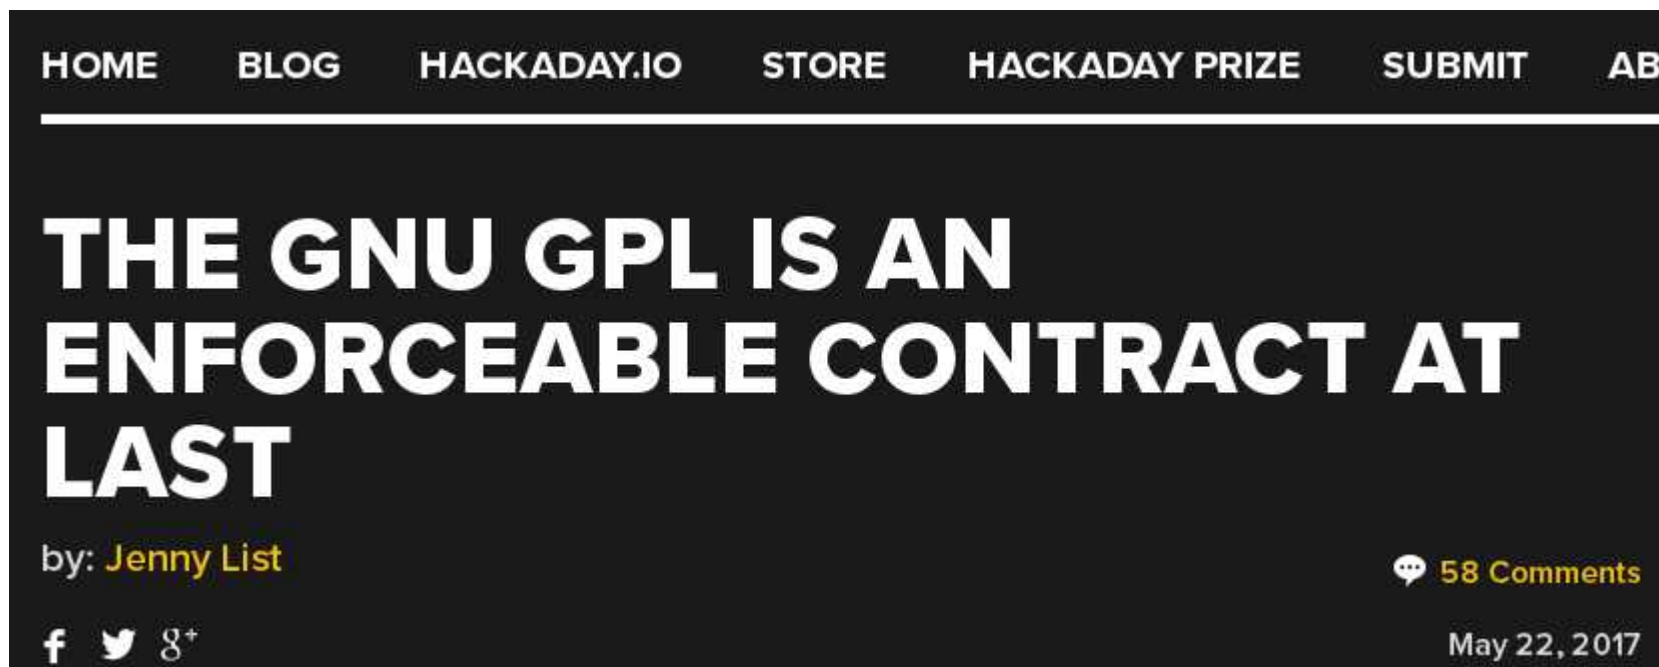 HOME BLOG HACKADAY.IO STORE HACKADAY PRIZE SUBMIT AB
THE GNU GPL IS AN
ENFORCEABLE CONTRACT AT
LAST
by: Jenny List
58 Comments
f g+
May 22, 2017